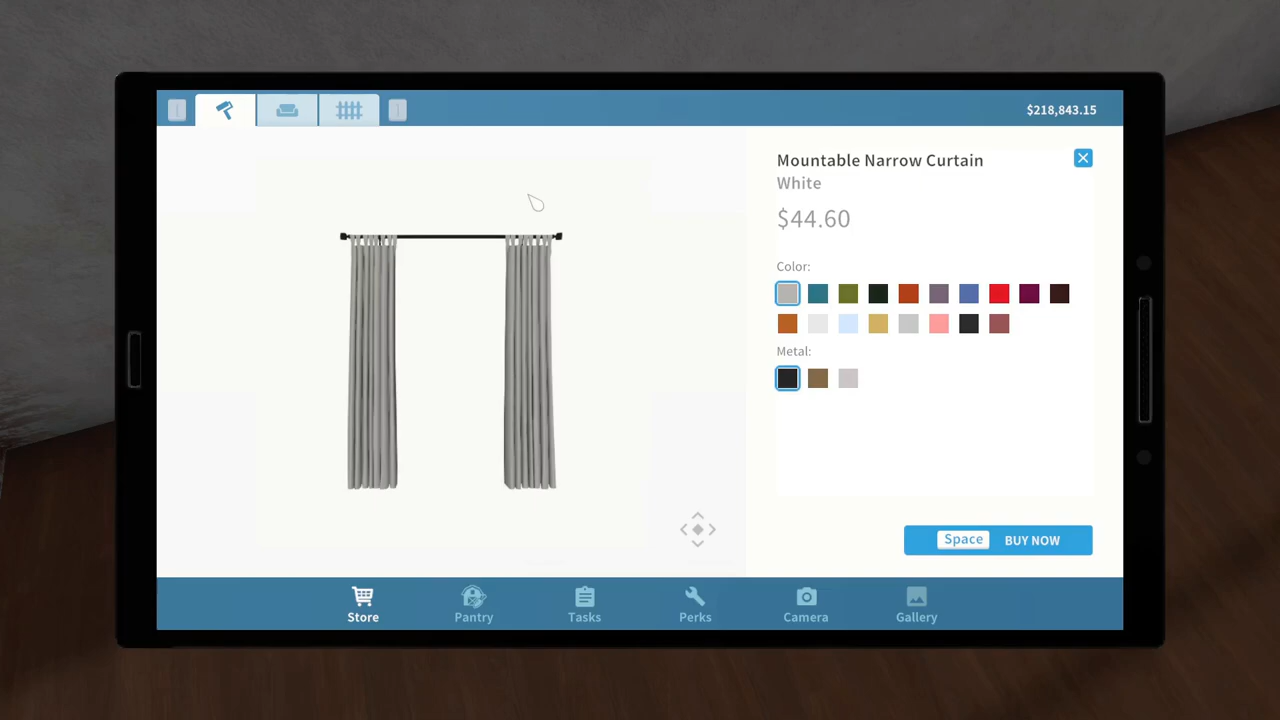 $218,843.15
Mountable Narrow Curtain
White
$44.60
Color:
Metal:
Space BUY NOW
Store Pantry Tasks Perks Camera Gallery